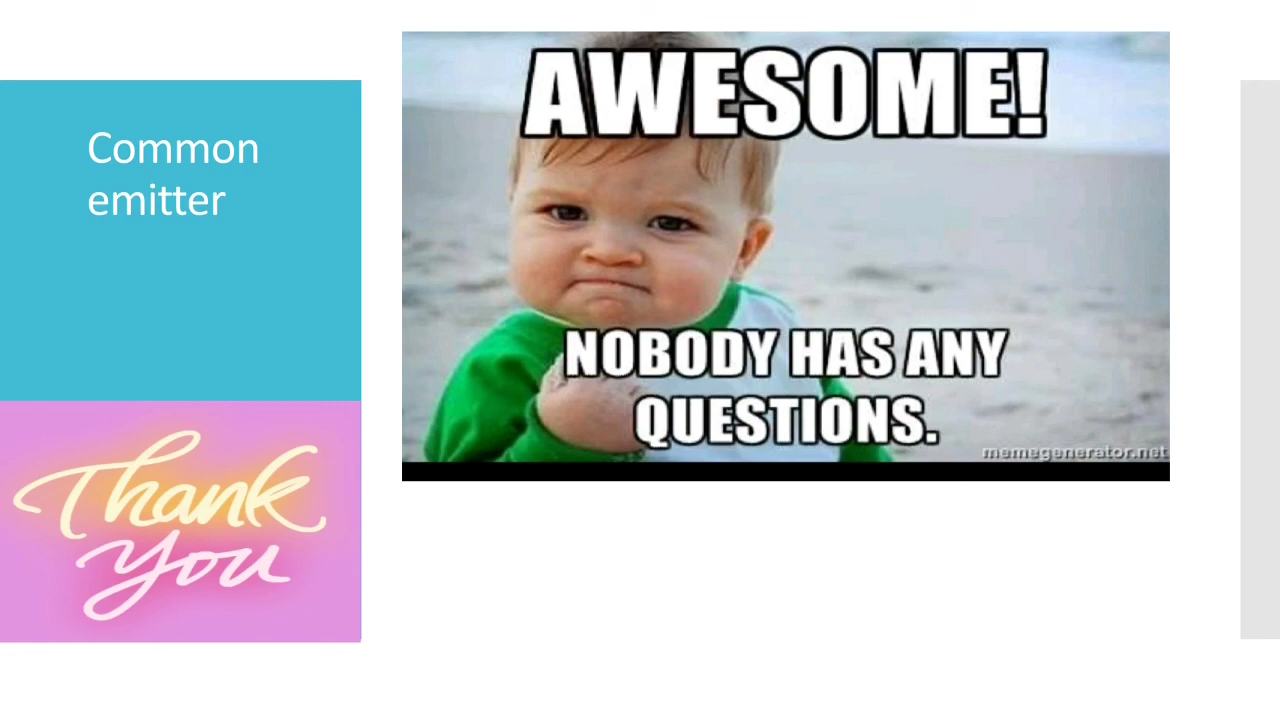 Common
emitter
Thank
you
AWESOME!
NOBODY HAS ANY
QUESTIONS.
memegenerator.net